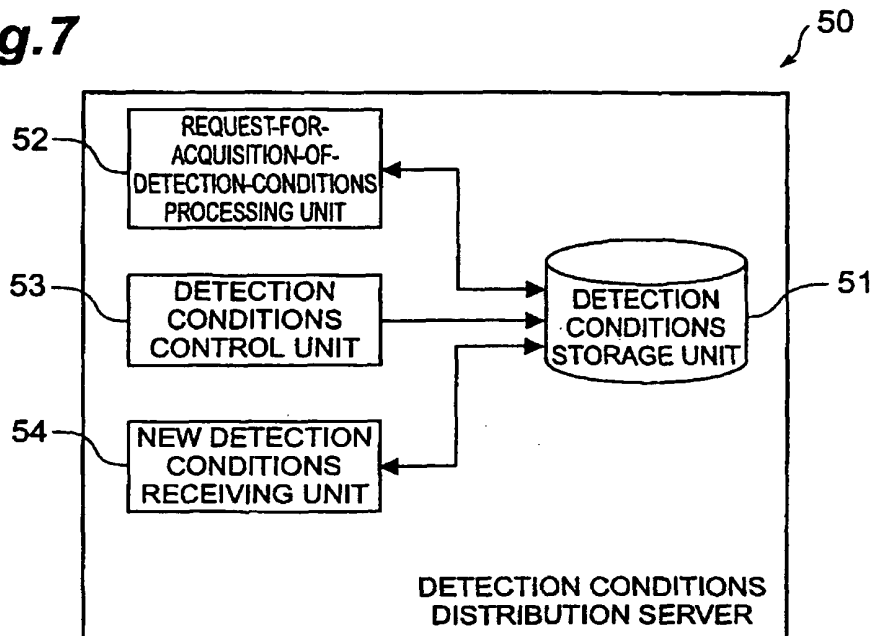 g.7
50
52
REQUEST-FOR-
ACQUISITION-OF-
DETECTION-CONDITIONS
PROCESSING UNIT
53
DETECTION
CONDITIONS
CONTROL UNIT
DETECTION
CONDITIONS
STORAGE UNIT
51
54
NEW DETECTION
CONDITIONS
RECEIVING UNIT
DETECTION CONDITIONS
DISTRIBUTION SERVER